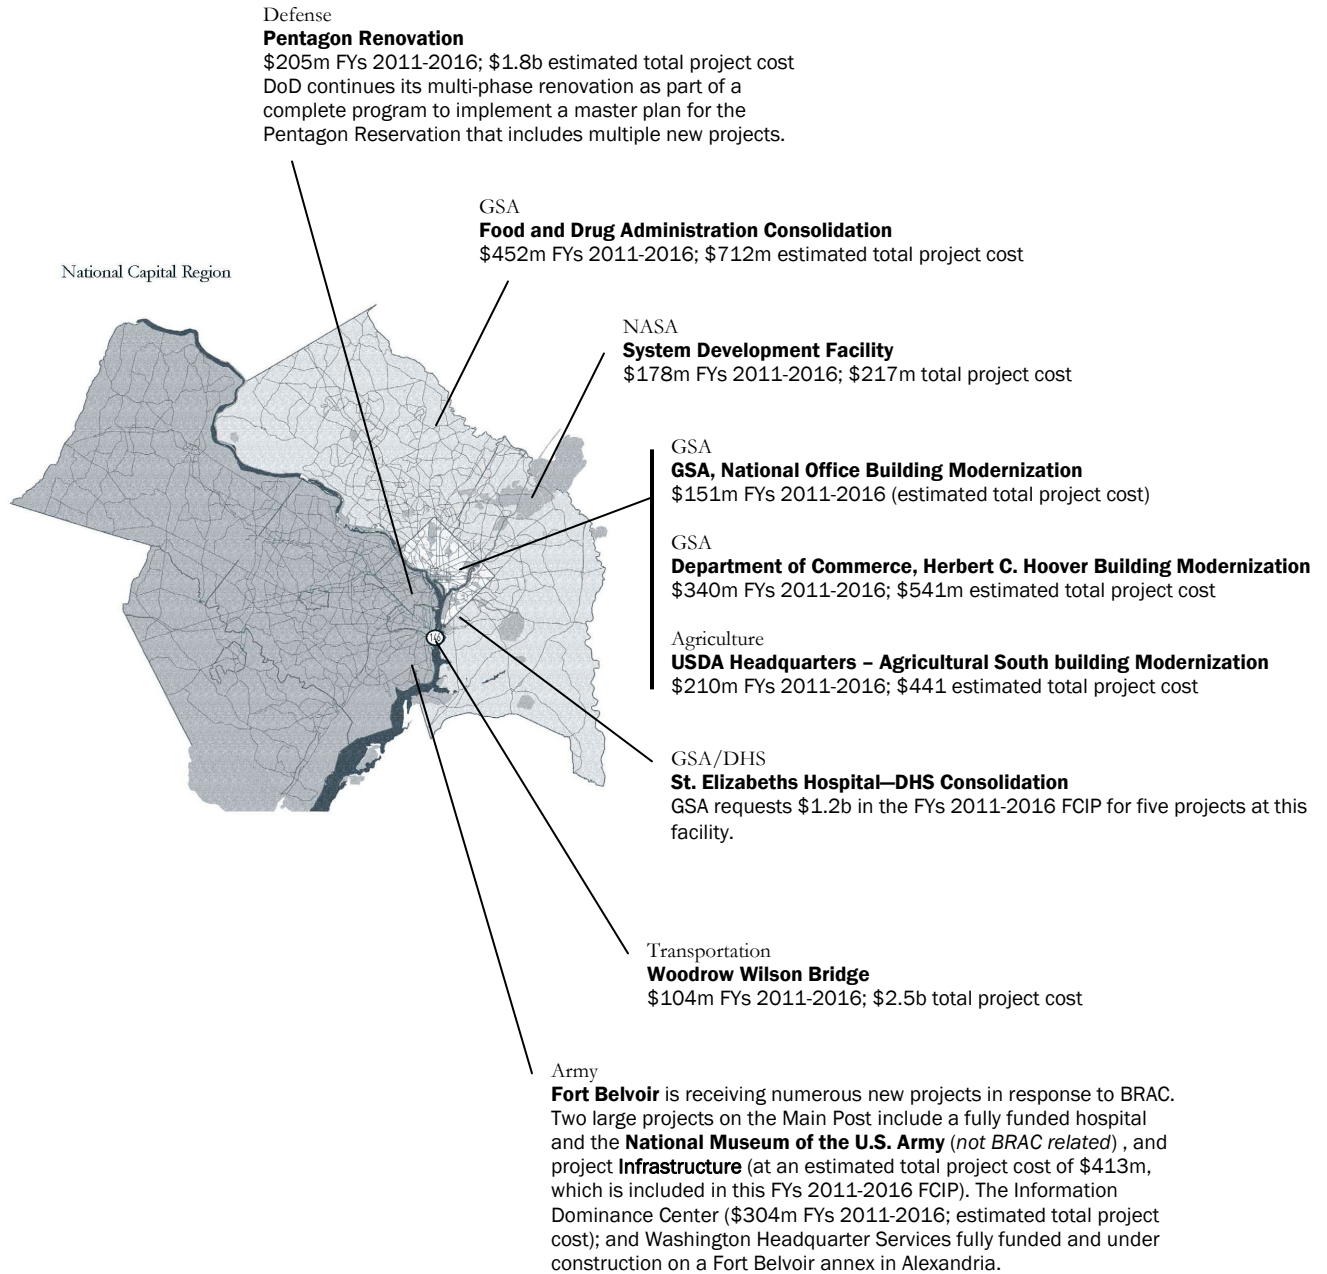 Defense
Pentagon Renovation
$205m FYs 2011-2016; $1.8b estimated total project cost
DoD continues its multi-phase renovation as part of a
complete program to implement a master plan for the
Pentagon Reservation that includes multiple new projects.
GSA
Food and Drug Administration Consolidation
$452m FYs 2011-2016; $712m estimated total project cost
National Capital Region
NASA
System Development Facility
$178m FYs 2011-2016; $217m total project cost
GSA
GSA, National Office Building Modernization
$151m FYs 2011-2016 (estimated total project cost)
GSA
Department of Commerce, Herbert C. Hoover Building Modernization
$340m FYs 2011-2016; $541m estimated total project cost
Agriculture
USDA Headquarters – Agricultural South building Modernization
$210m FYs 2011-2016; $441 estimated total project cost
GSA/DHS
St. Elizabeths Hospital—DHS Consolidation
GSA requests $1.2b in the FYs 2011-2016 FCIP for five projects at this
facility.
Transportation
Woodrow Wilson Bridge
$104m FYs 2011-2016; $2.5b total project cost
Army
Fort Belvoir is receiving numerous new projects in response to BRAC.
Two large projects on the Main Post include a fully funded hospital
and the National Museum of the U.S. Army (not BRAC related) , and
project Infrastructure (at an estimated total project cost of $413m,
which is included in this FYs 2011-2016 FCIP). The Information
Dominance Center ($304m FYs 2011-2016; estimated total project
cost); and Washington Headquarter Services fully funded and under
construction on a Fort Belvoir annex in Alexandria.